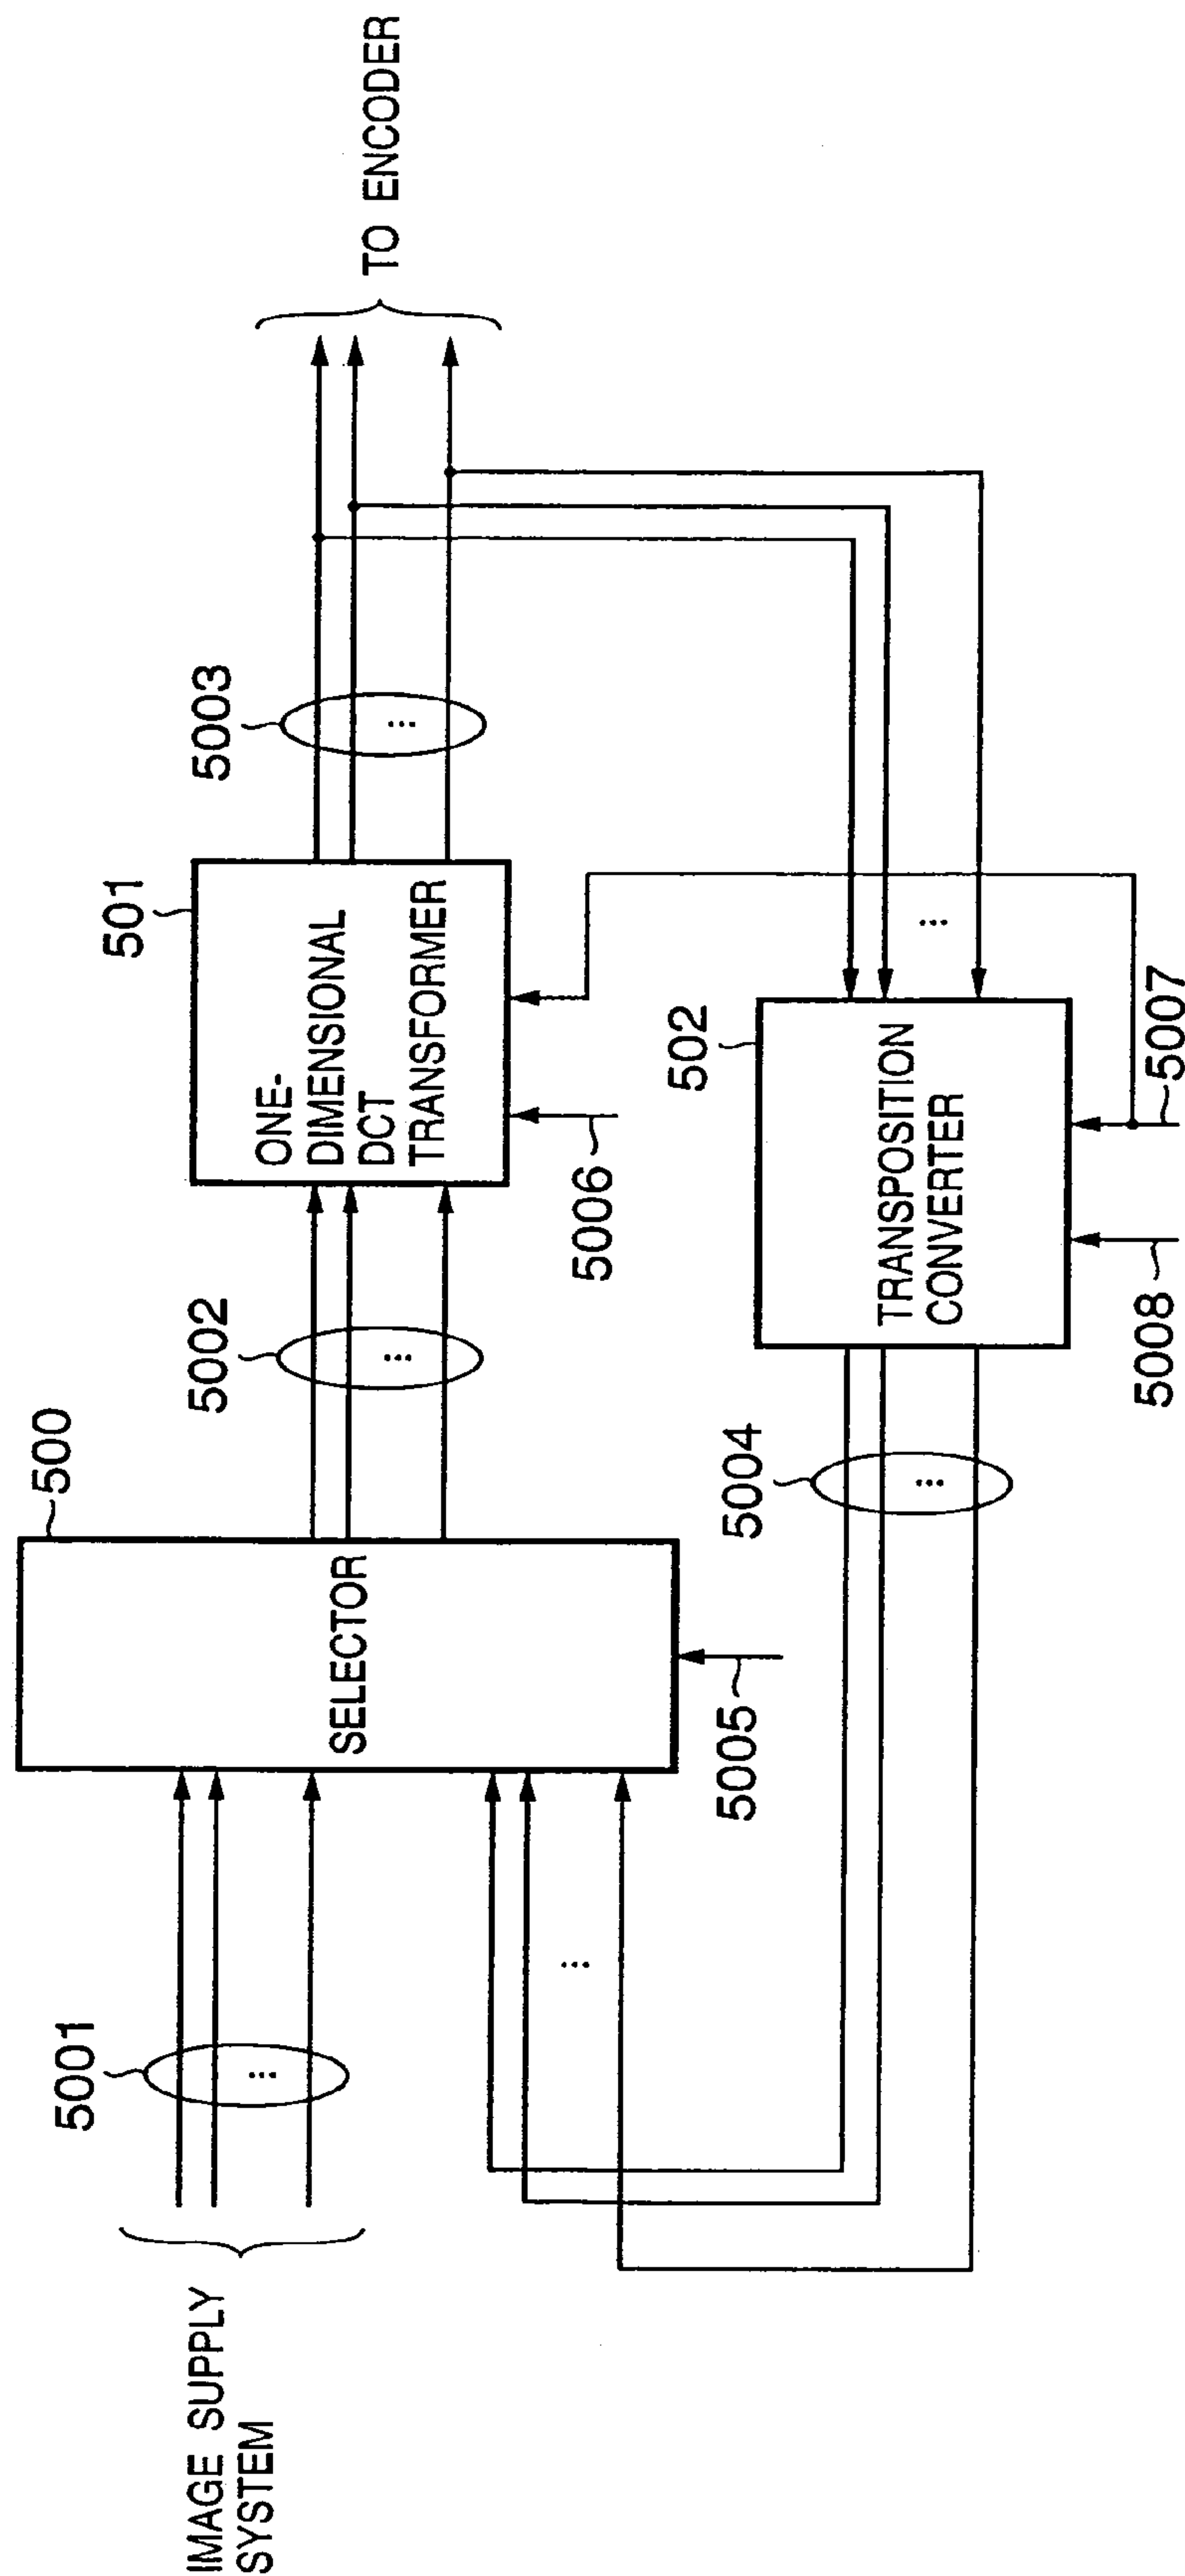 IMAGE SUPPLY
SYSTEM
5001
500
SELECTOR
5005
5002
501
ONE-
DIMENSIONAL
DCT
TRANSFORMER
5006
5003
TO ENCODER
5004
502
TRANSPOSITION
CONVERTER
5008
5007